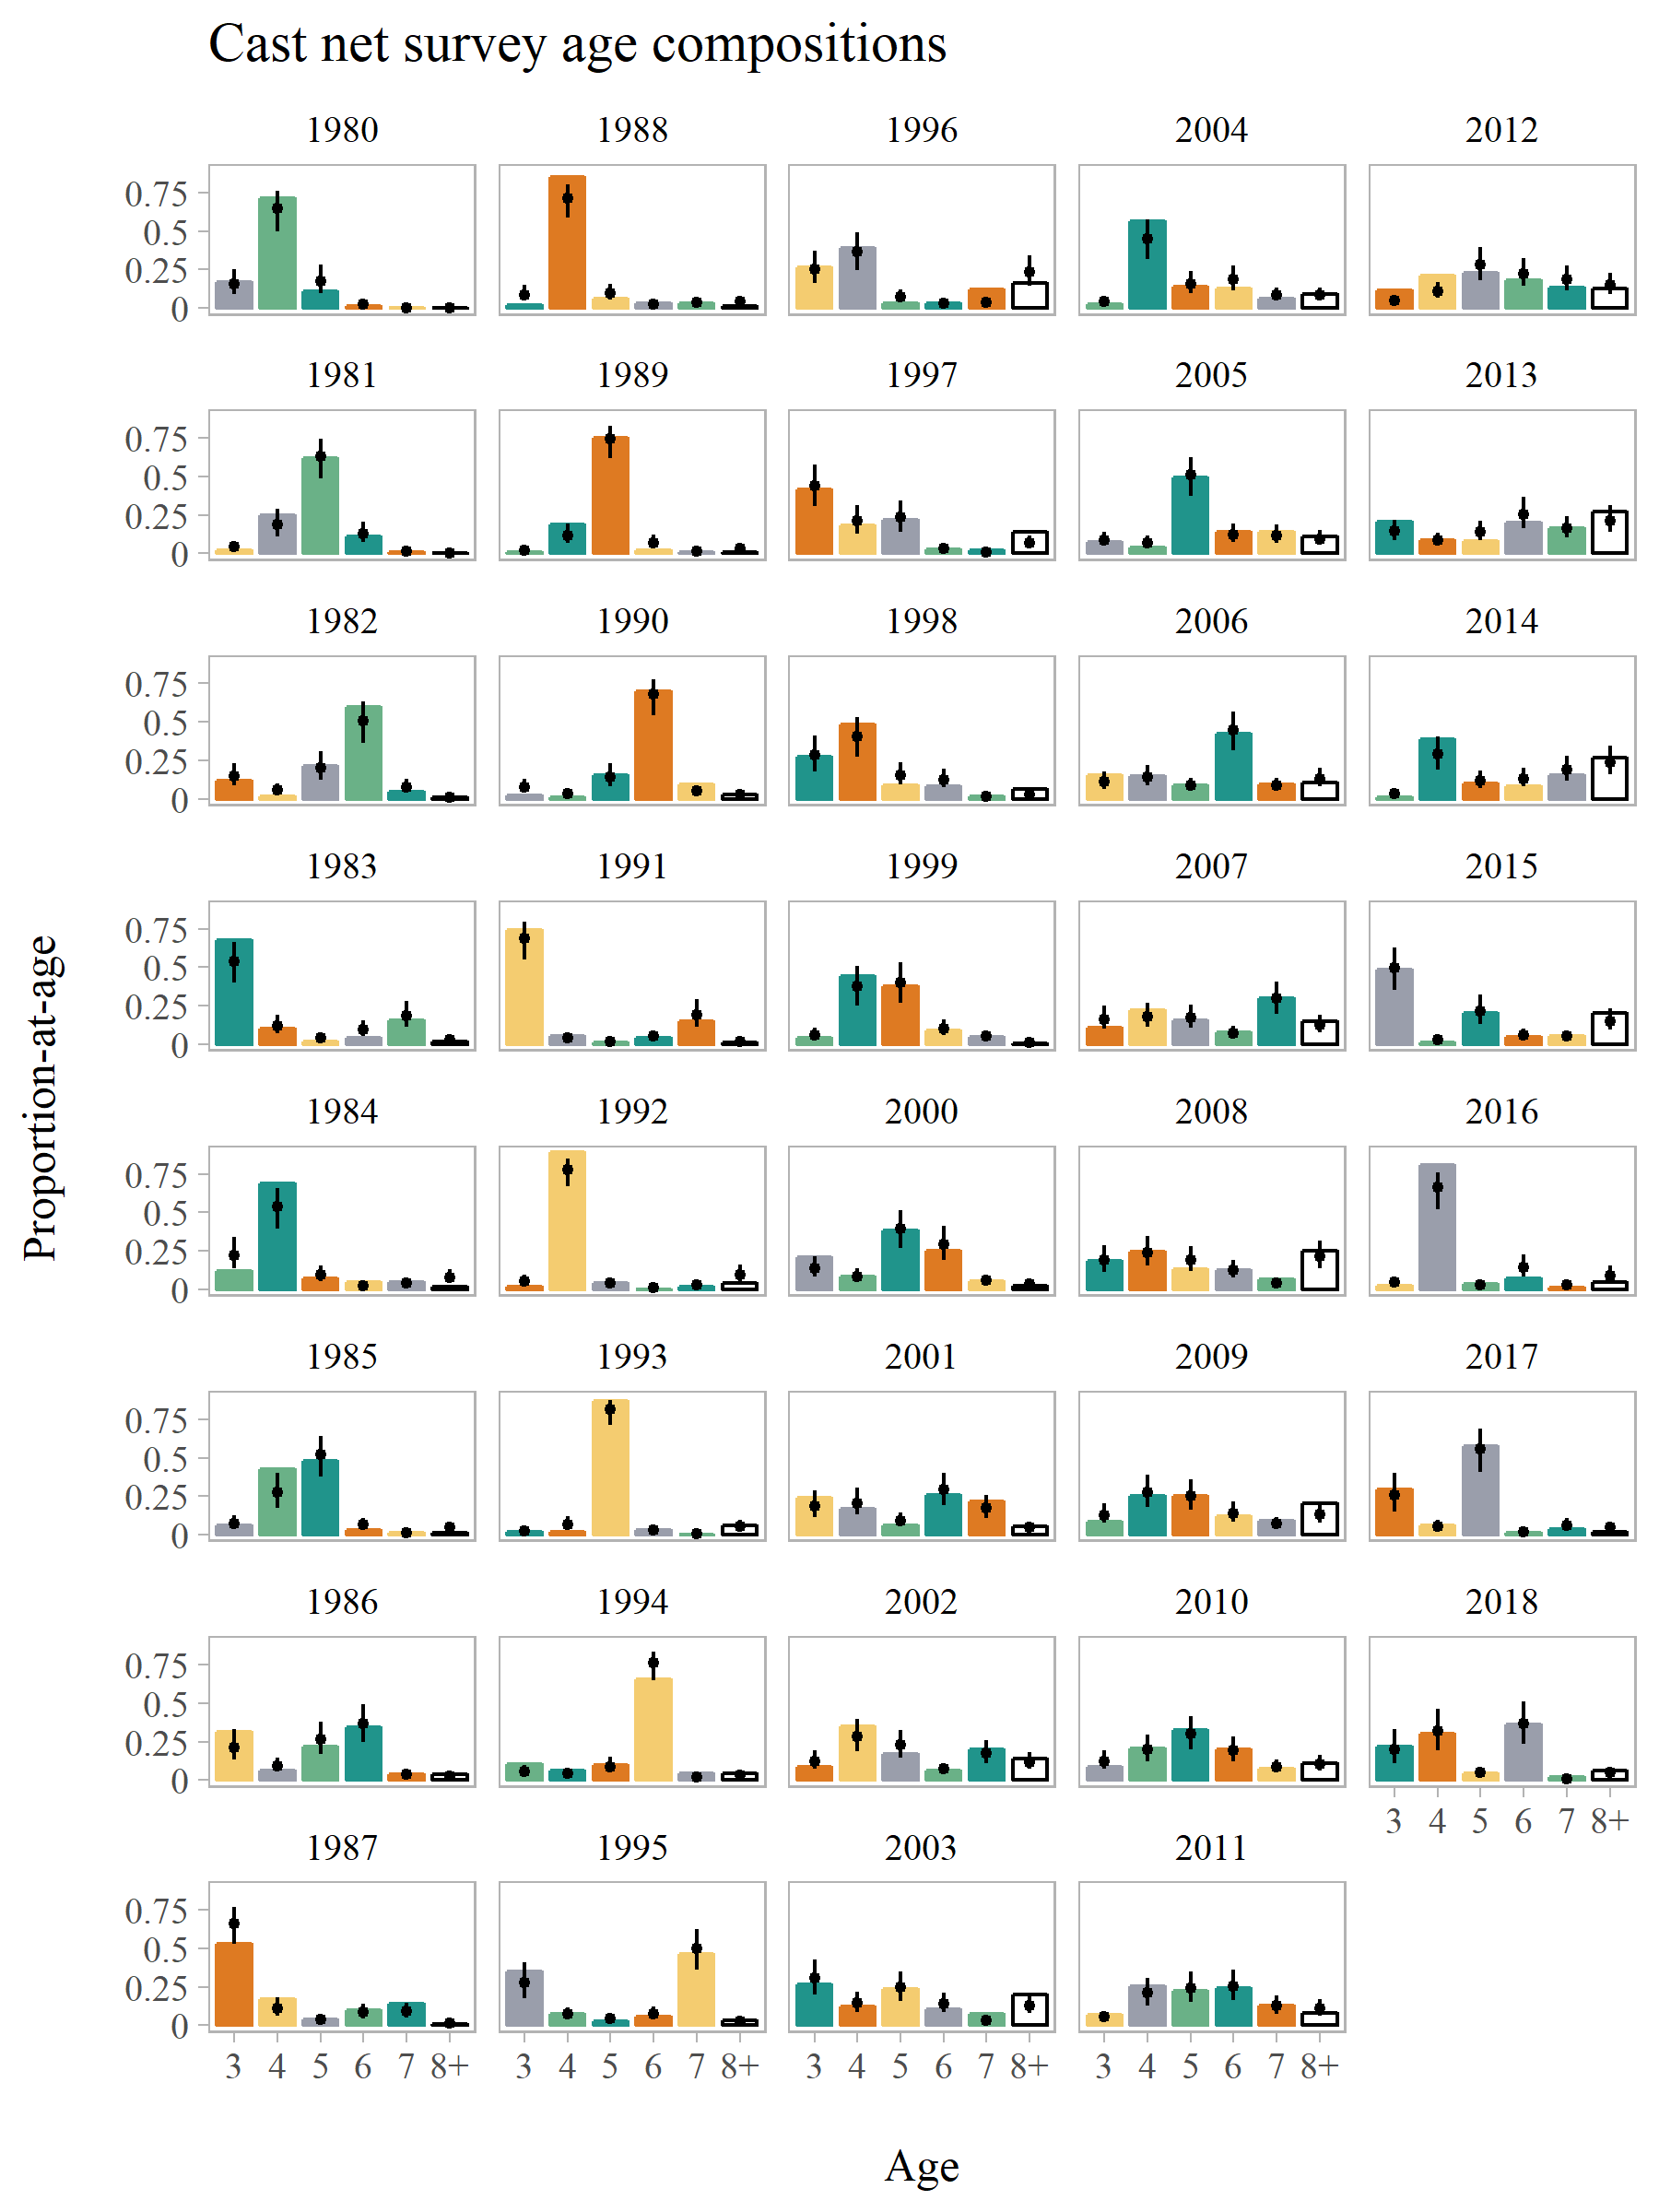 Cast net survey age compositions
1980 1988 1996 2004 2012
0.75
0.5
0.25
0
1981 1989 1997 2005 2013
0.75
0.5
0.25
0
1982 1990 1998 2006 2014
0.75
0.5
0.25
0
1983 1991 1999 2007 2015
0.75
0.5
0.25
0
1984 1992 2000 2008 2016
0.75
0.5
0.25
0
1985 1993 2001 2009 2017
0.75
0.5
0.25
0
1986 1994 2002 2010 2018
0.75
0.5
0.25
0
3 4 5 6 7 8+
1987 1995 2003 2011
0.75
0.5
0.25
0
3 4 5 6 7 8+ 3 4 5 6 7 8+ 3 4 5 6 7 8+ 3 4 5 6 7 8+
Proportion-at-age
Age